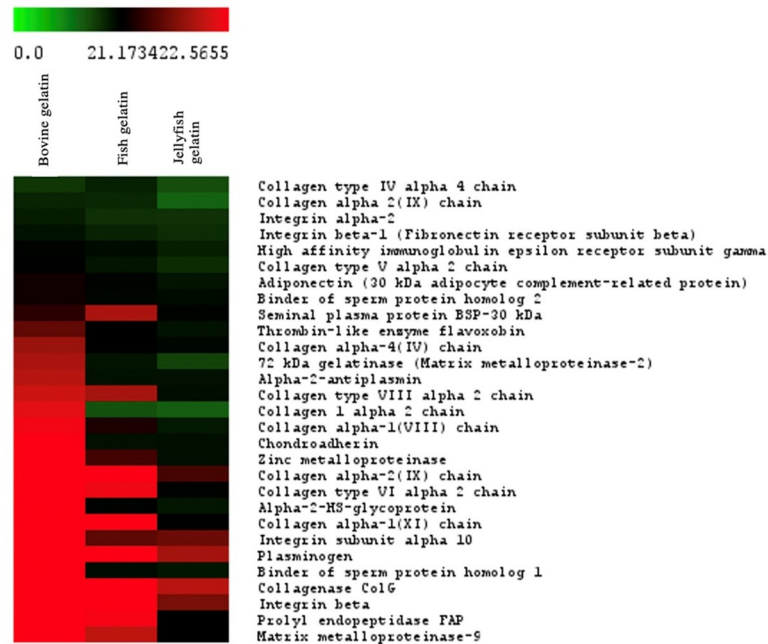 0.0 21.173422.5655
Bovine gelatin
Fish gelatin
Jellyfish
gelatin
Collagen type IV alpha 4 chain
Collagen alpha 2(IX) chain
Integrin alpha-2
Integrin beta-1 (Fibronectin receptor subunit beta)
High affinity immunoglobulin epsilon receptor subunit gamma
Collagen type V alpha 2 chain
Adiponectin (30 kDa adipocyte complement-related protein)
Binder of sperm protein homolog 2
Seminal plasma protein BSP-30 kDa
Thrombin-like enzyme flavoxobin
Collagen alpha-4(IV) chain
72 kDa gelatinase (Matrix metalloproteinase-2)
Alpha-2-antiplasmin
Collagen type VIII alpha 2 chain
Collagen 1 alpha 2 chain
Collagen alpha-1(VIII) chain
Chondroadherin
Zinc metalloproteinase
Collagen alpha-2(IX) chain
Collagen type VI alpha 2 chain
Alpha-2-HS-glycoprotein
Collagen alpha-1(XI) chain
Integrin subunit alpha 10
Plasminogen
Binder of sperm protein homolog 1
Collagenase ColG
Integrin beta
Prolyl endopeptidase FAP
Matrix metalloproteinase-9